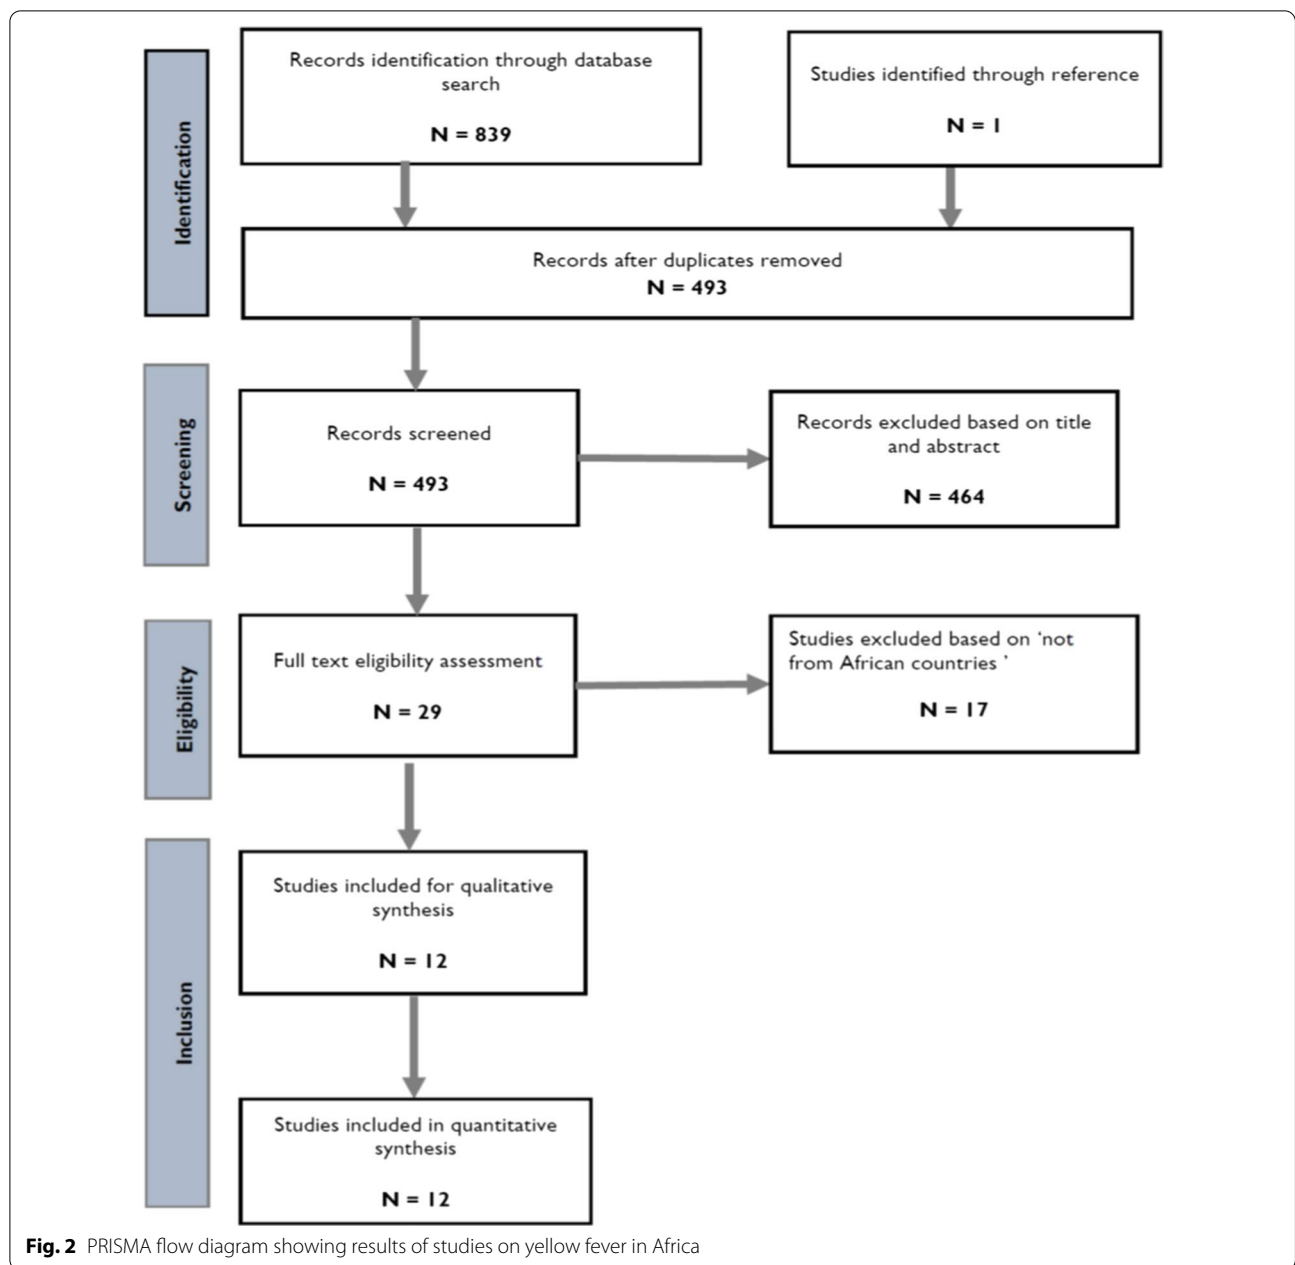 Identification
Records identification through database
search
N = 839
Studies identified through reference
N = 1
Records after duplicates removed
N = 493
Screening
Records screened
N = 493
Records excluded based on title
and abstract
N = 464
Eligibility
Full text eligibility assessment
N = 29
Studies excluded based on ‘not
from African countries ’
N = 17
Inclusion
Studies included for qualitative
synthesis
N = 12
Studies included in quantitative
synthesis
N = 12
Fig. 2 PRISMA flow diagram showing results of studies on yellow fever in Africa